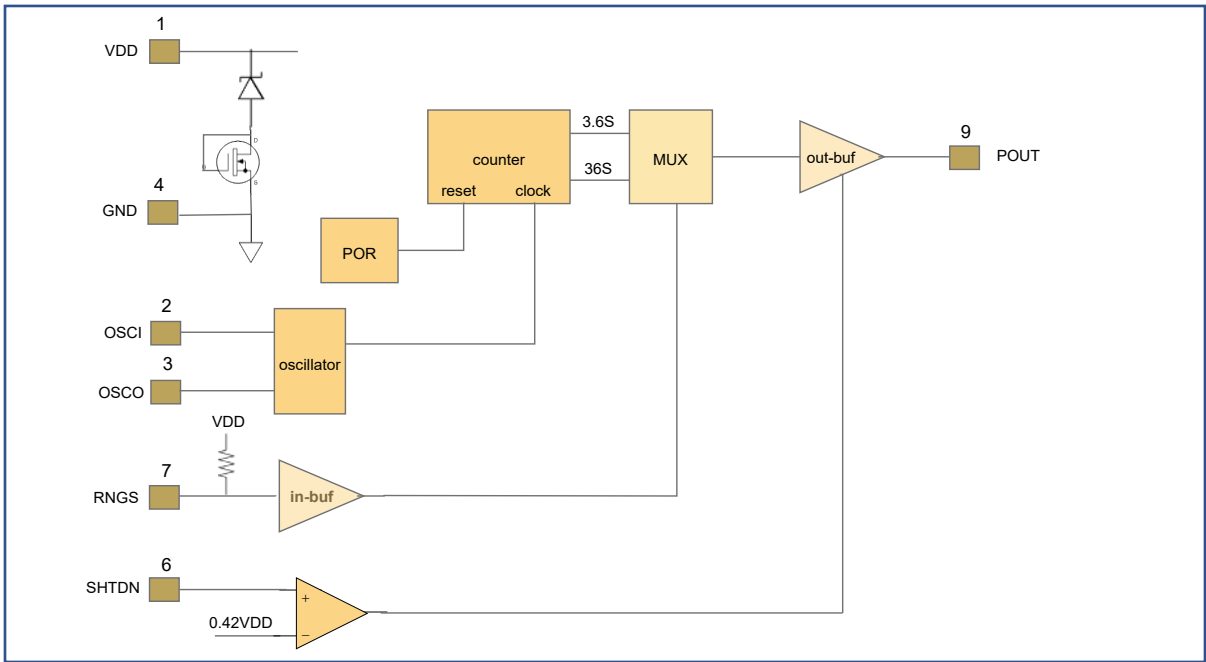 1
VDD
D
G
S
4
GND
counter
reset
clock
3.6S
36S
MUX
out-buf
9
POUT
POR
2
OSCI
3
OSCO
oscillator
VDD
7
RNGS
in-buf
6
SHTDN
+
0.42VDD
−